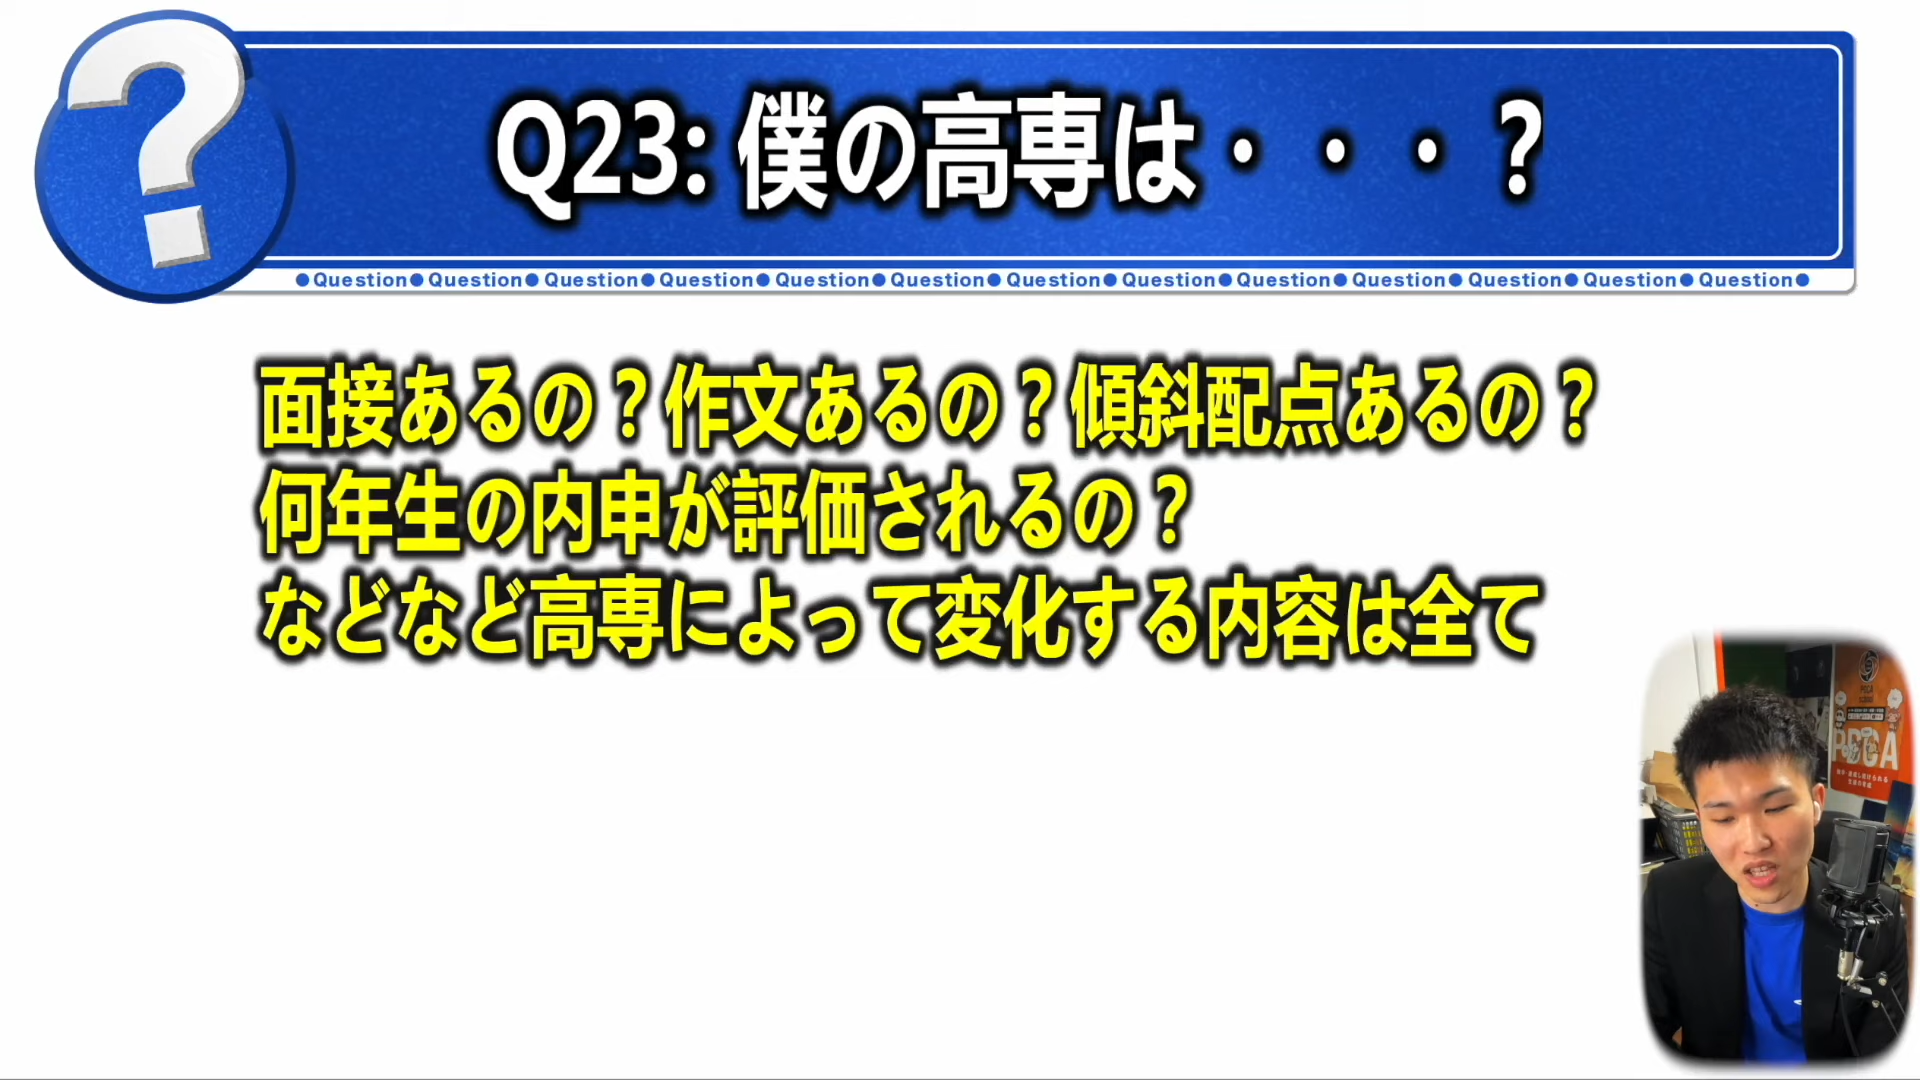 Q23: 僕の高専は・・・?
●Question●Question●Question●Question●Question●Question●Question●Question●Question●Question●Question●Question●Question●
面接あるの?作文あるの?傾斜配点あるの?
何年生の内申が評価されるの?
などなど高専によって変化する内容は全て
PECA